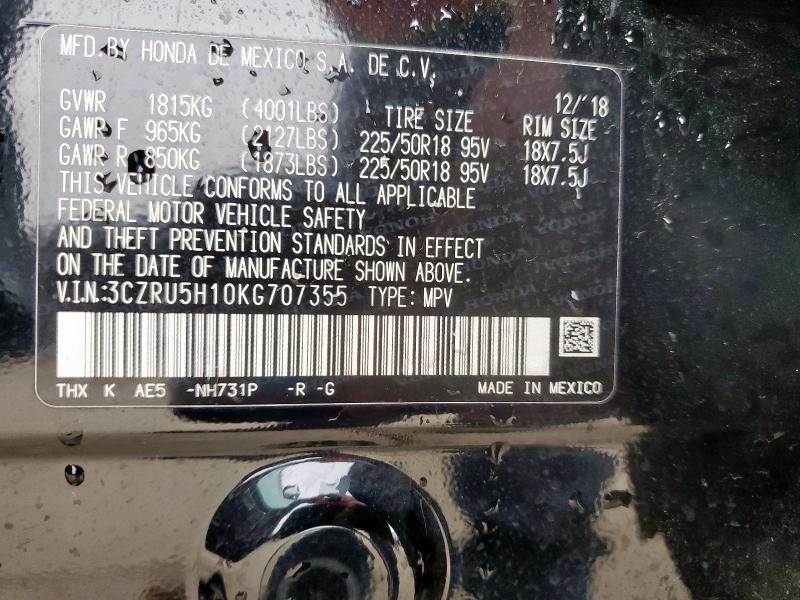 MFD. BY HONDA DE MEXICO S.A. DE C.V.
12/'18
GVWR 1815KG (4001LBS) TIRE SIZE RIM SIZE
GAWR F 965KG (2127LBS) 225/50R18 95V 18X7.5J
GAWR R 850KG (1873LBS) 225/50R18 95V 18X7.5J
THIS VEHICLE CONFORMS TO ALL APPLICABLE
FEDERAL MOTOR VEHICLE SAFETY
AND THEFT PREVENTION STANDARDS IN EFFECT
ON THE DATE OF MANUFACTURE SHOWN ABOVE.
V.I.N:3CZRU5H10KG707355 TYPE: MPV
THX K AE5 -NH731P -R -G MADE IN MEXICO